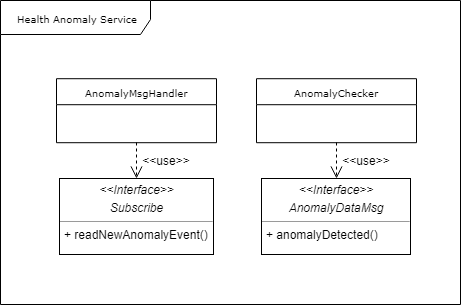 Health Anomaly Service
AnomalyMsgHandler
AnomalyChecker
<<use>>
<<use>>
<<Interface>>
Subscribe
+ readNewAnomalyEvent()
<<Interface>>
AnomalyDataMsg
+ anomalyDetected()